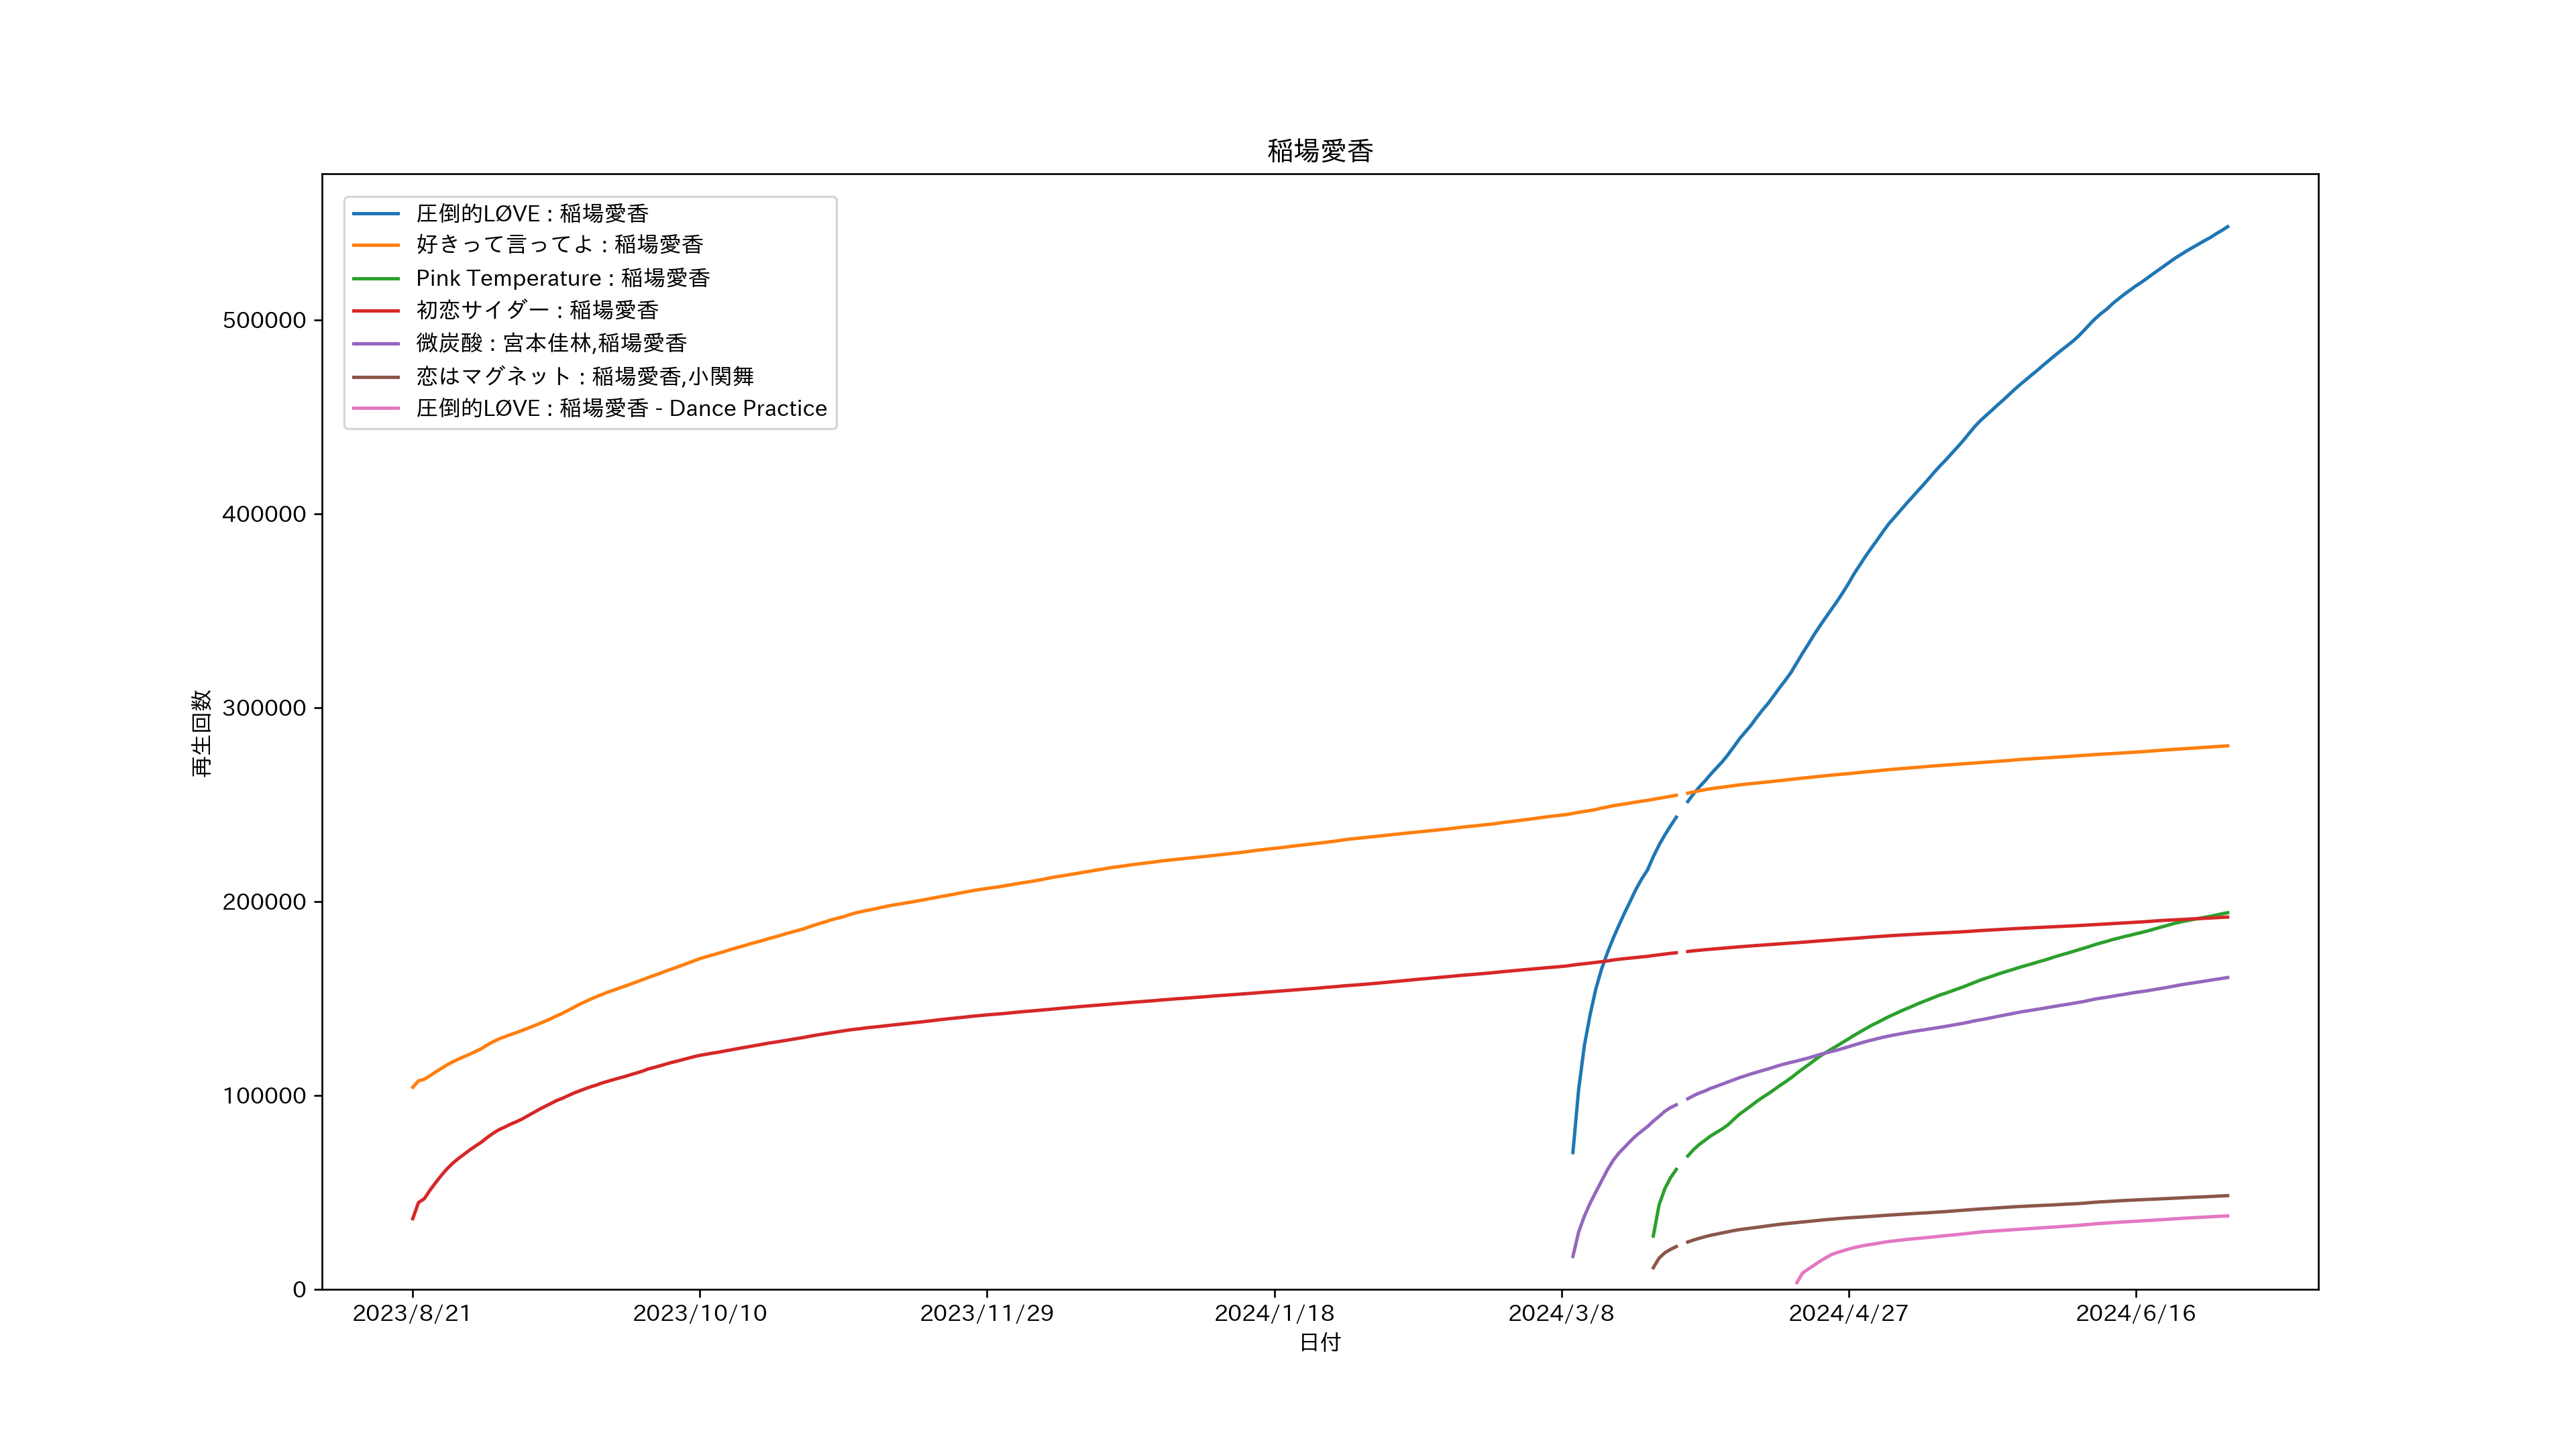 稲場愛香
圧倒的LØVE : 稲場愛香
好きって言ってよ : 稲場愛香
Pink Temperature : 稲場愛香
初恋サイダー : 稲場愛香
微炭酸 : 宮本佳林,稲場愛香
恋はマグネット : 稲場愛香,小関舞
圧倒的LØVE : 稲場愛香 - Dance Practice
再生回数
500000
400000
300000
200000
100000
0
2023/8/21 2023/10/10 2023/11/29 2024/1/18 2024/3/8 2024/4/27 2024/6/16
日付